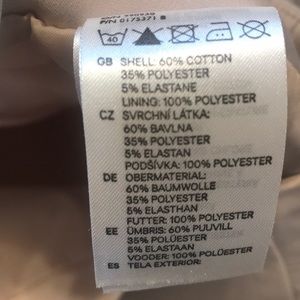 P/N 0175371 B
40
GB SHELL: 60% COTTON
35% POLYESTER
5% ELASTANE
LINING: 100% POLYESTER
CZ SVRCHNÍ LÁTKA:
60% BAVLNA
35% POLYESTER
5% ELASTAN
PODŠÍVKA: 100% POLYESTER
DE OBERMATERIAL:
60% BAUMWOLLE
35% POLYESTER
5% ELASTHAN
FUTTER: 100% POLYESTER
EE ÜMBRIS: 60% PUUVILL
35% POLÜESTER
5% ELASTAAN
VOODER: 100% POLÜESTER
ES TELA EXTERIOR: